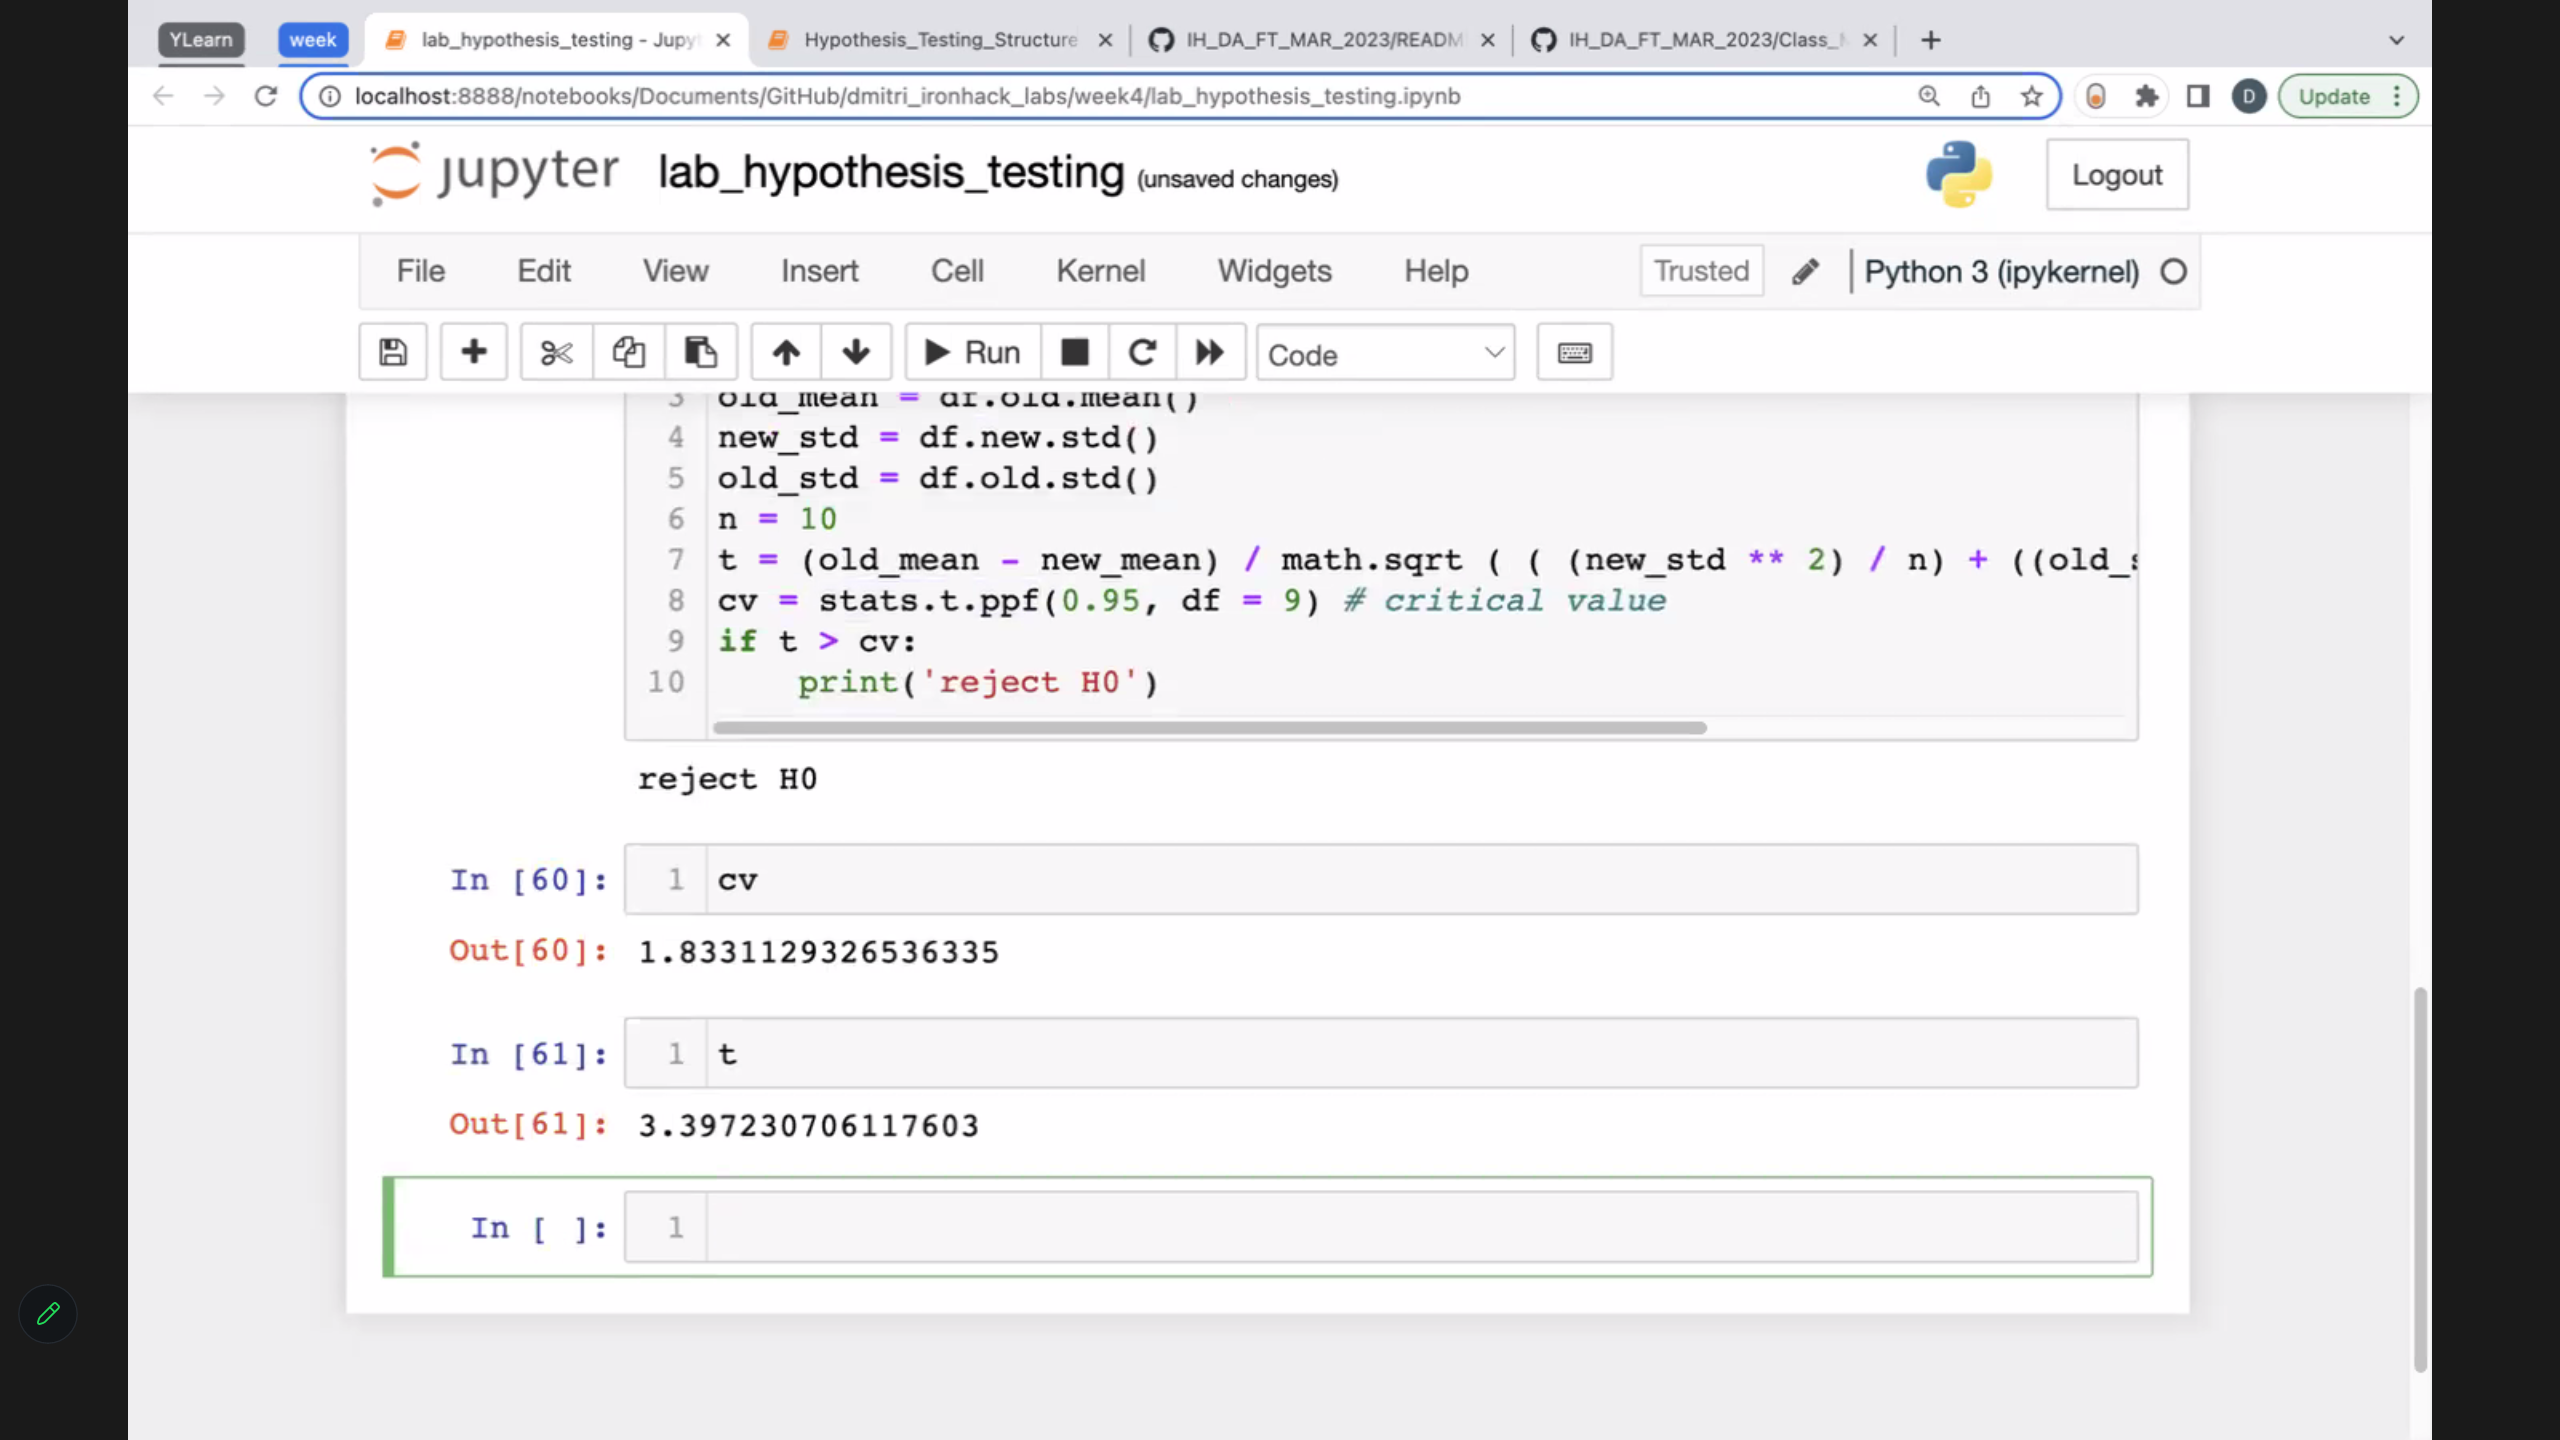 YLearn week lab_hypothesis_testing - Jupy Hypothesis_Testing_Structure IH_DA_FT_MAR_2023/READM IH_DA_FT_MAR_2023/Class_
localhost:8888/notebooks/Documents/GitHub/dmitri_ironhack_labs/week4/lab_hypothesis_testing.ipynb D Update
jupyter lab_hypothesis_testing (unsaved changes) Logout
File Edit View Insert Cell Kernel Widgets Help Trusted Python 3 (ipykernel)
Run Code
3 old_mean = df.old.mean()
4 new_std = df.new.std()
5 old_std = df.old.std()
6 n = 10
7 t = (old_mean - new_mean) / math.sqrt ( ( (new_std ** 2) / n) + ((old_s
8 cv = stats.t.ppf(0.95, df = 9) # critical value
9 if t > cv:
10 print('reject H0')
reject H0
In [60]: 1 cv
Out[60]: 1.8331129326536335
In [61]: 1 t
Out[61]: 3.397230706117603
In [ ]: 1